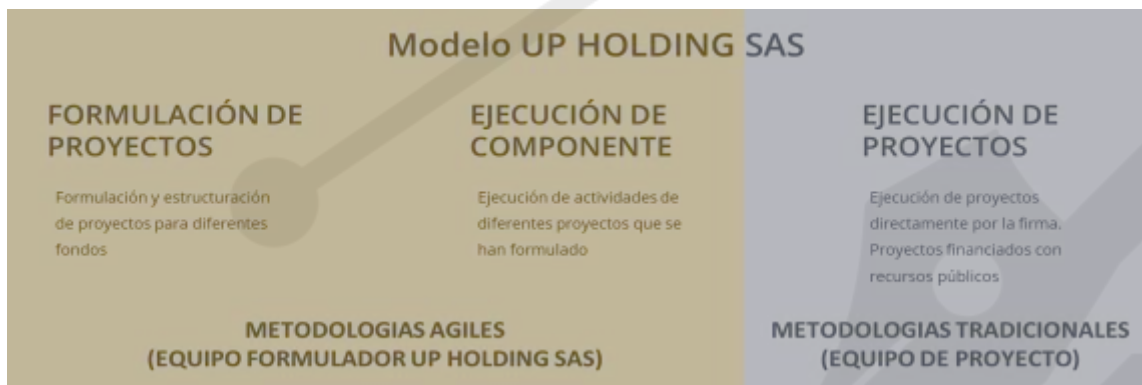 Modelo UP HOLDING SAS
FORMULACIÓN DE
PROYECTOS
Formulación y estructuración
de proyectos para diferentes
fondos
EJECUCIÓN DE
COMPONENTE
Ejecución de actividades de
diferentes proyectos que se
han formulado
EJECUCIÓN DE
PROYECTOS
Ejecución de proyectos
directamente por la firma.
Proyectos financiados con
recursos públicos
METODOLOGIAS AGILES
(EQUIPO FORMULADOR UP HOLDING SAS)
METODOLOGIAS TRADICIONALES
(EQUIPO DE PROYECTO)